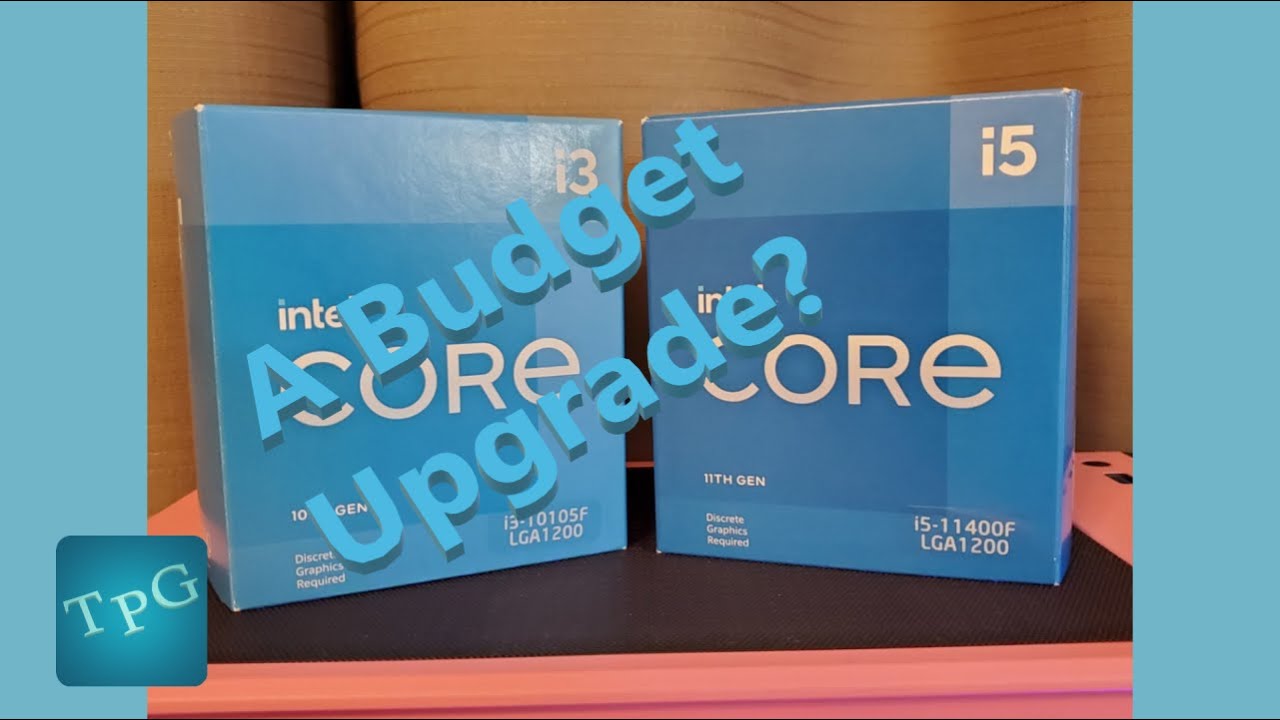 A Budget
Upgrade?
i3
intel
CORE
10TH GEN
Discrete
Graphics
Required
i3-10105F
LGA1200
i5
intel
CORE
11TH GEN
Discrete
Graphics
Required
i5-11400F
LGA1200
TPG